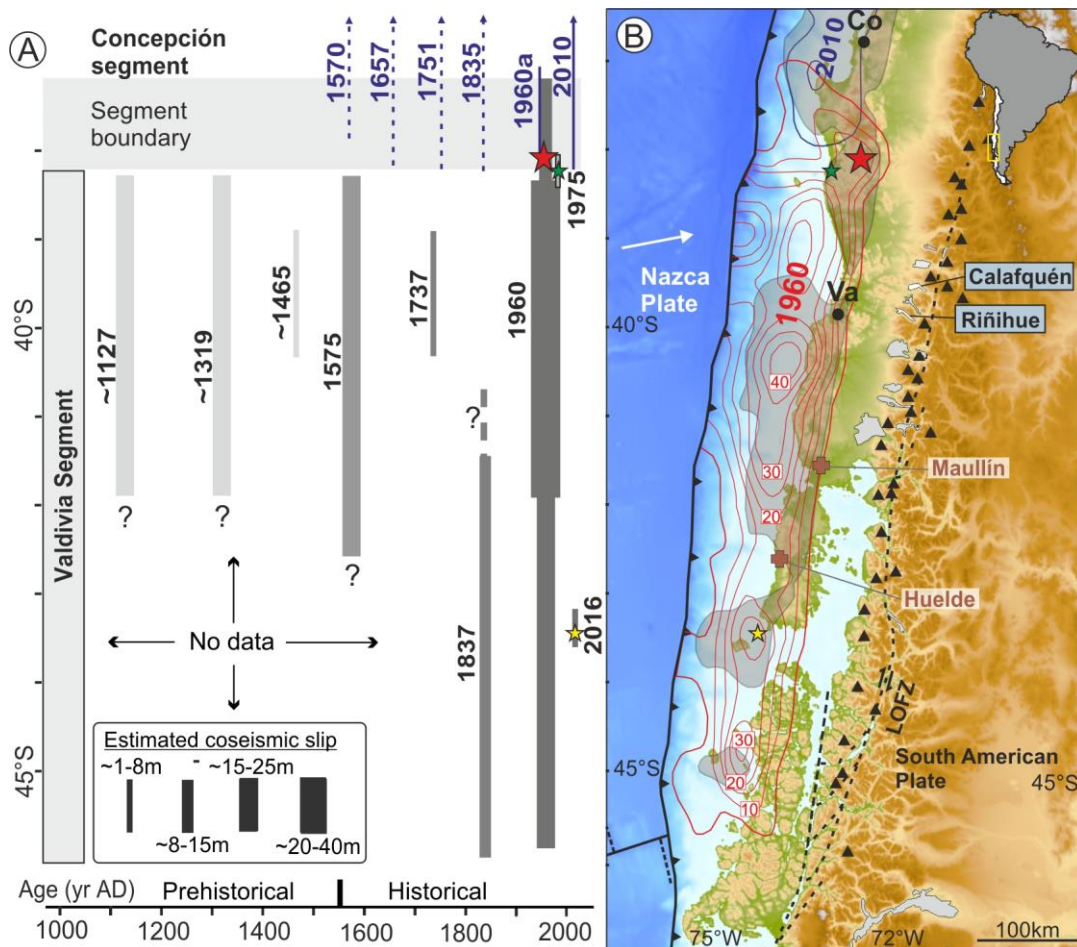 A
Concepción
segment
Segment
boundary
1570
1657
1751
1835
1960a
2010
1975
Valdivia Segment
40°S
45°S
~1127
~1319
~1465
1575
1737
1960
?
?
?
?
1837
2016
No data
Estimated coseismic slip
~1-8m
~15-25m
~8-15m
~20-40m
Age (yr AD)
Prehistorical
Historical
1000
1200
1400
1600
1800
2000
B
Co
2010
Nazca
Plate
1960
Va
40°S
Calafquén
Riñihue
40
30
20
Maullín
Huelde
LOFZ
30
20
10
South American
Plate
45°S
45°S
75°W
72°W
100km